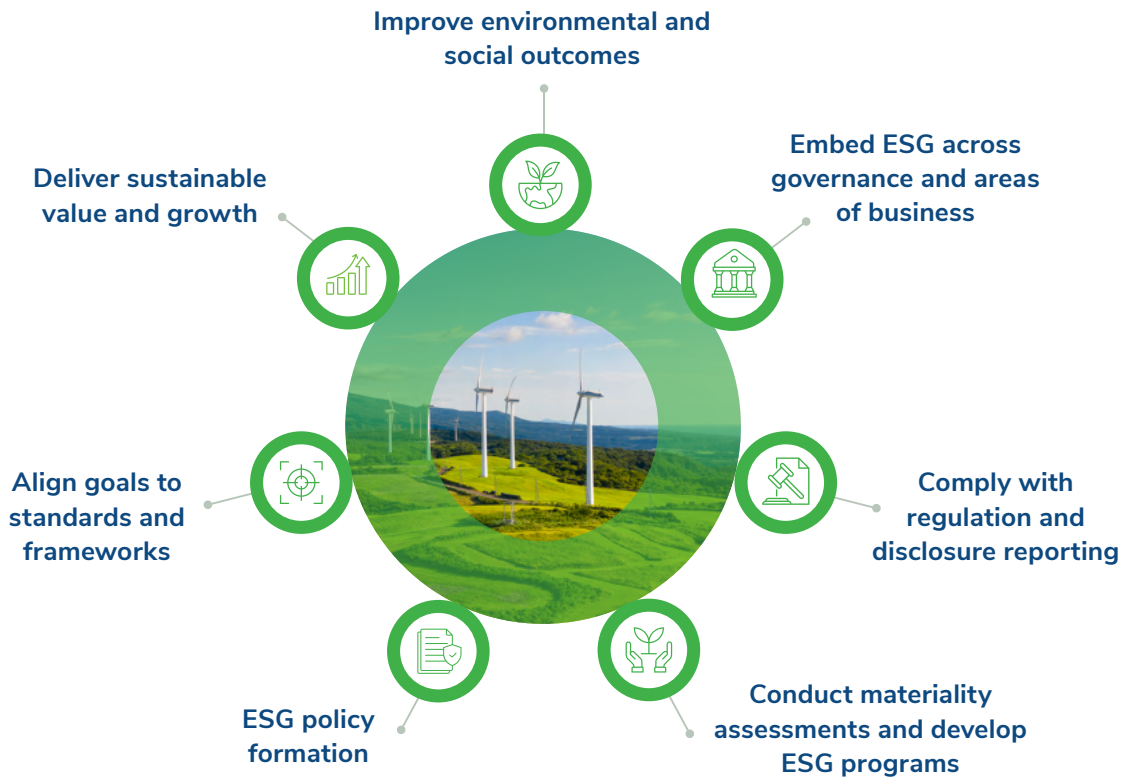 Improve environmental and
social outcomes
Embed ESG across
governance and areas
of business
Comply with
regulation and
disclosure reporting
Conduct materiality
assessments and develop
ESG programs
ESG policy
formation
Align goals to
standards and
frameworks
Deliver sustainable
value and growth